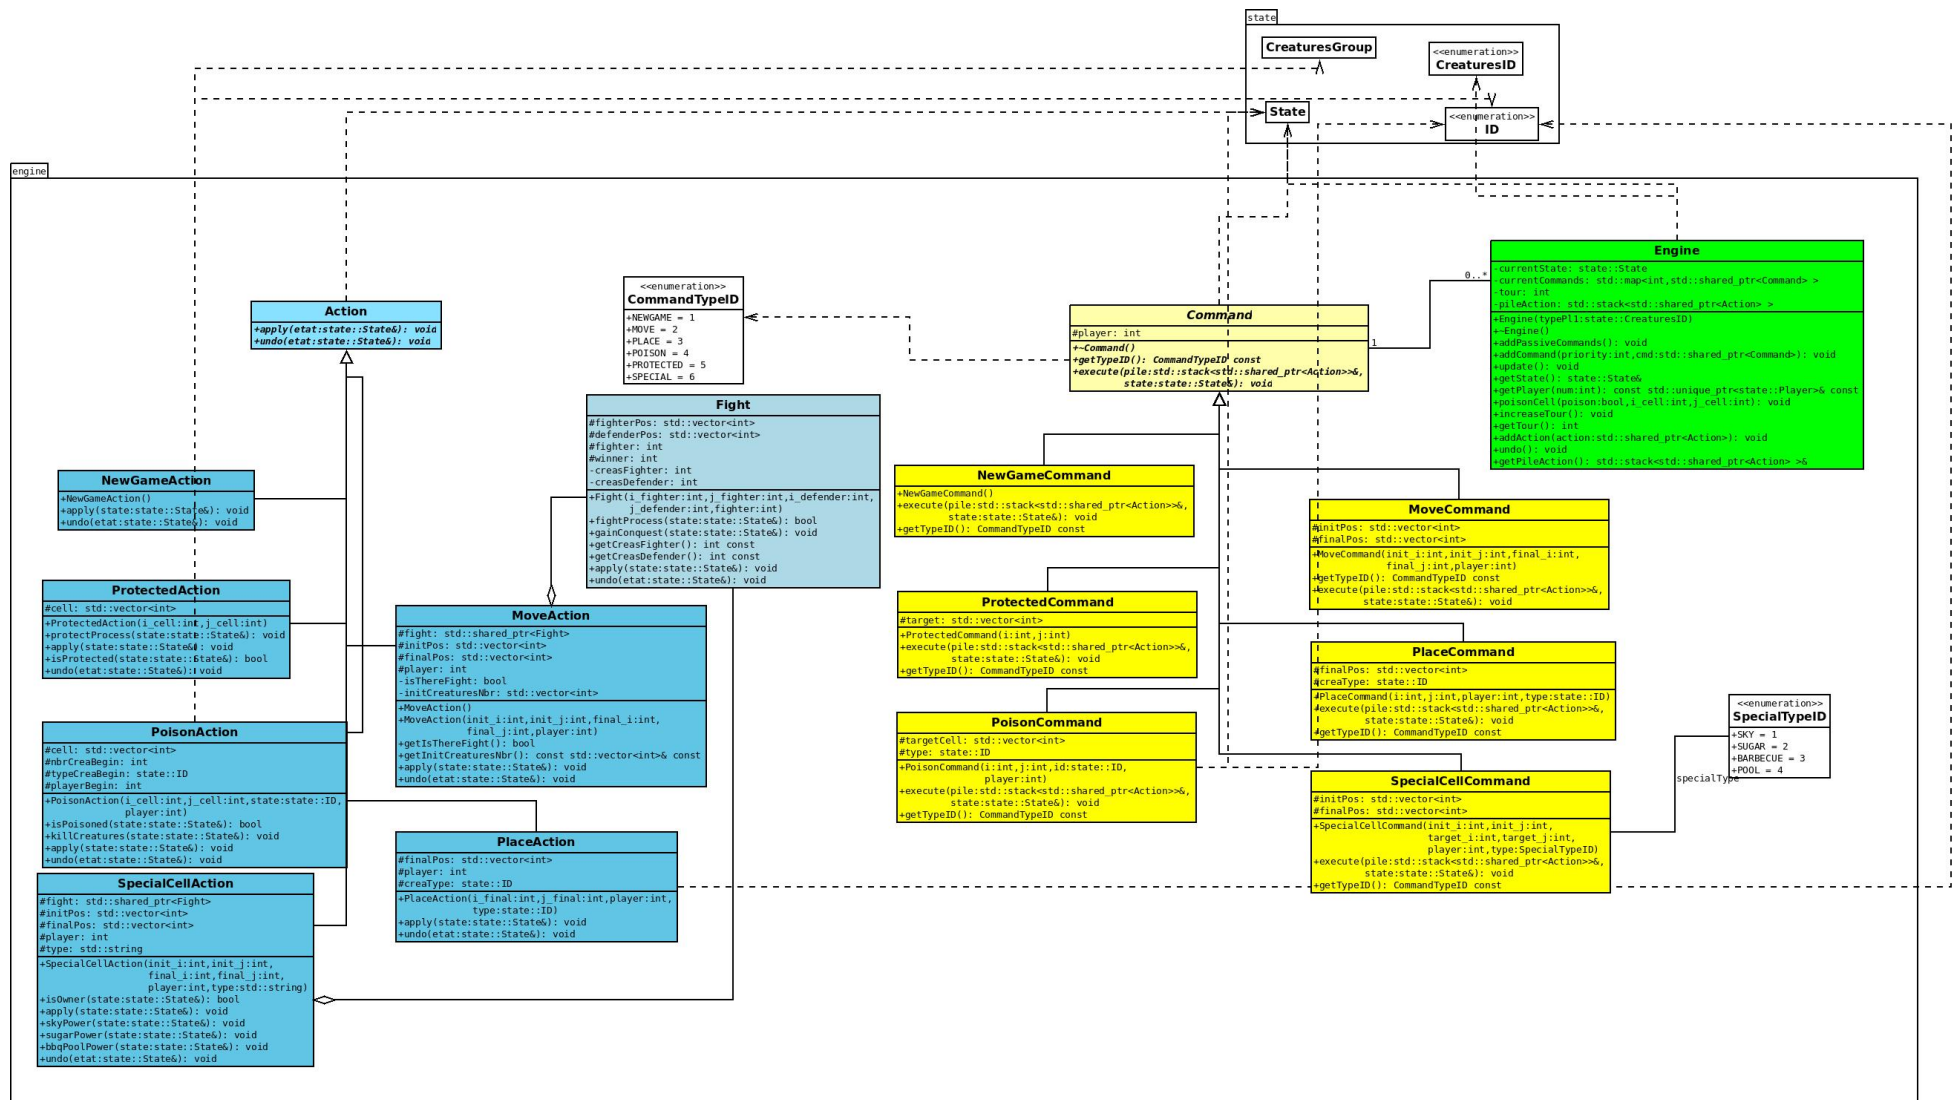 state
CreaturesGroup
<<enumeration>>
CreaturesID
State
<<enumeration>>
ID
engine
Action
+apply(etat:state::State&): void
+undo(etat:state::State&): void
<<enumeration>>
CommandTypeID
+NEWGAME = 1
+MOVE = 2
+PLACE = 3
+POISON = 4
+PROTECTED = 5
+SPECIAL = 6
Command
#player: int
+~Command()
+getTypeID(): CommandTypeID const
+execute(pile:std::stack<std::shared_ptr<Action>>&,
state:state::State&): void
1
0..*
Engine
-currentState: state::State
-currentCommands: std::map<int,std::shared_ptr<Command> >
-tour: int
-pileAction: std::stack<std::shared_ptr<Action> >
+Engine(typePl1:state::CreaturesID)
+~Engine()
+addPassiveCommands(): void
+addCommand(priority:int,cmd:std::shared_ptr<Command>): void
+update(): void
+getState(): state::State&
+getPlayer(num:int): const std::unique_ptr<state::Player>& const
+poisonCell(poison:bool,i_cell:int,j_cell:int): void
+increaseTour(): void
+getTour(): int
+addAction(action:std::shared_ptr<Action>): void
+undo(): void
+getPileAction(): std::stack<std::shared_ptr<Action> >&
Fight
#fighterPos: std::vector<int>
#defenderPos: std::vector<int>
#fighter: int
#winner: int
-creasFighter: int
-creasDefender: int
+Fight(i_fighter:int,j_fighter:int,i_defender:int,
j_defender:int,fighter:int)
+fightProcess(state:state::State&): bool
+gainConquest(state:state::State&): void
+getCreasFighter(): int const
+getCreasDefender(): int const
+apply(state:state::State&): void
+undo(etat:state::State&): void
NewGameAction
+NewGameAction()
+apply(state:state::State&): void
+undo(etat:state::State&): void
ProtectedAction
#cell: std::vector<int>
+ProtectedAction(i_cell:int,j_cell:int)
+protectProcess(state:state::State&): void
+apply(state:state::State&): void
+isProtected(state:state::State&): bool
+undo(etat:state::State&): void
MoveAction
#fight: std::shared_ptr<Fight>
#initPos: std::vector<int>
#finalPos: std::vector<int>
#player: int
-isThereFight: bool
-initCreaturesNbr: std::vector<int>
+MoveAction()
+MoveAction(init_i:int,init_j:int,final_i:int,
final_j:int,player:int)
+getIsThereFight(): bool
+getInitCreaturesNbr(): const std::vector<int>& const
+apply(state:state::State&): void
+undo(etat:state::State&): void
PoisonAction
#cell: std::vector<int>
#nbrCreaBegin: int
#typeCreaBegin: state::ID
#playerBegin: int
+PoisonAction(i_cell:int,j_cell:int,state:state::ID,
player:int)
+isPoisoned(state:state::State&): bool
+killCreatures(state:state::State&): void
+apply(state:state::State&): void
+undo(etat:state::State&): void
PlaceAction
#finalPos: std::vector<int>
#player: int
#creaType: state::ID
+PlaceAction(i_final:int,j_final:int,player:int,
type:state::ID)
+apply(state:state::State&): void
+undo(etat:state::State&): void
SpecialCellAction
#fight: std::shared_ptr<Fight>
#initPos: std::vector<int>
#finalPos: std::vector<int>
#player: int
#type: std::string
+SpecialCellAction(init_i:int,init_j:int,
final_i:int,final_j:int,
player:int,type:std::string)
+isOwner(state:state::State&): bool
+apply(state:state::State&): void
+skyPower(state:state::State&): void
+sugarPower(state:state::State&): void
+bbqPoolPower(state:state::State&): void
+undo(etat:state::State&): void
NewGameCommand
+NewGameCommand()
+execute(pile:std::stack<std::shared_ptr<Action>>&,
state:state::State&): void
+getTypeID(): CommandTypeID const
MoveCommand
#initPos: std::vector<int>
#finalPos: std::vector<int>
+MoveCommand(init_i:int,init_j:int,final_i:int,
final_j:int,player:int)
+getTypeID(): CommandTypeID const
+execute(pile:std::stack<std::shared_ptr<Action>>&,
state:state::State&): void
ProtectedCommand
#target: std::vector<int>
+ProtectedCommand(i:int,j:int)
+execute(pile:std::stack<std::shared_ptr<Action>>&,
state:state::State&): void
+getTypeID(): CommandTypeID const
PlaceCommand
#finalPos: std::vector<int>
#creaType: state::ID
+PlaceCommand(i:int,j:int,player:int,type:state::ID)
+execute(pile:std::stack<std::shared_ptr<Action>>&,
state:state::State&): void
+getTypeID(): CommandTypeID const
PoisonCommand
#targetCell: std::vector<int>
#type: state::ID
+PoisonCommand(i:int,j:int,id:state::ID,
player:int)
+execute(pile:std::stack<std::shared_ptr<Action>>&,
state:state::State&): void
+getTypeID(): CommandTypeID const
SpecialCellCommand
#initPos: std::vector<int>
#finalPos: std::vector<int>
+SpecialCellCommand(init_i:int,init_j:int,
target_i:int,target_j:int,
player:int,type:SpecialTypeID)
+execute(pile:std::stack<std::shared_ptr<Action>>&,
state:state::State&): void
+getTypeID(): CommandTypeID const
<<enumeration>>
SpecialTypeID
+SKY = 1
+SUGAR = 2
+BARBECUE = 3
+POOL = 4
specialType